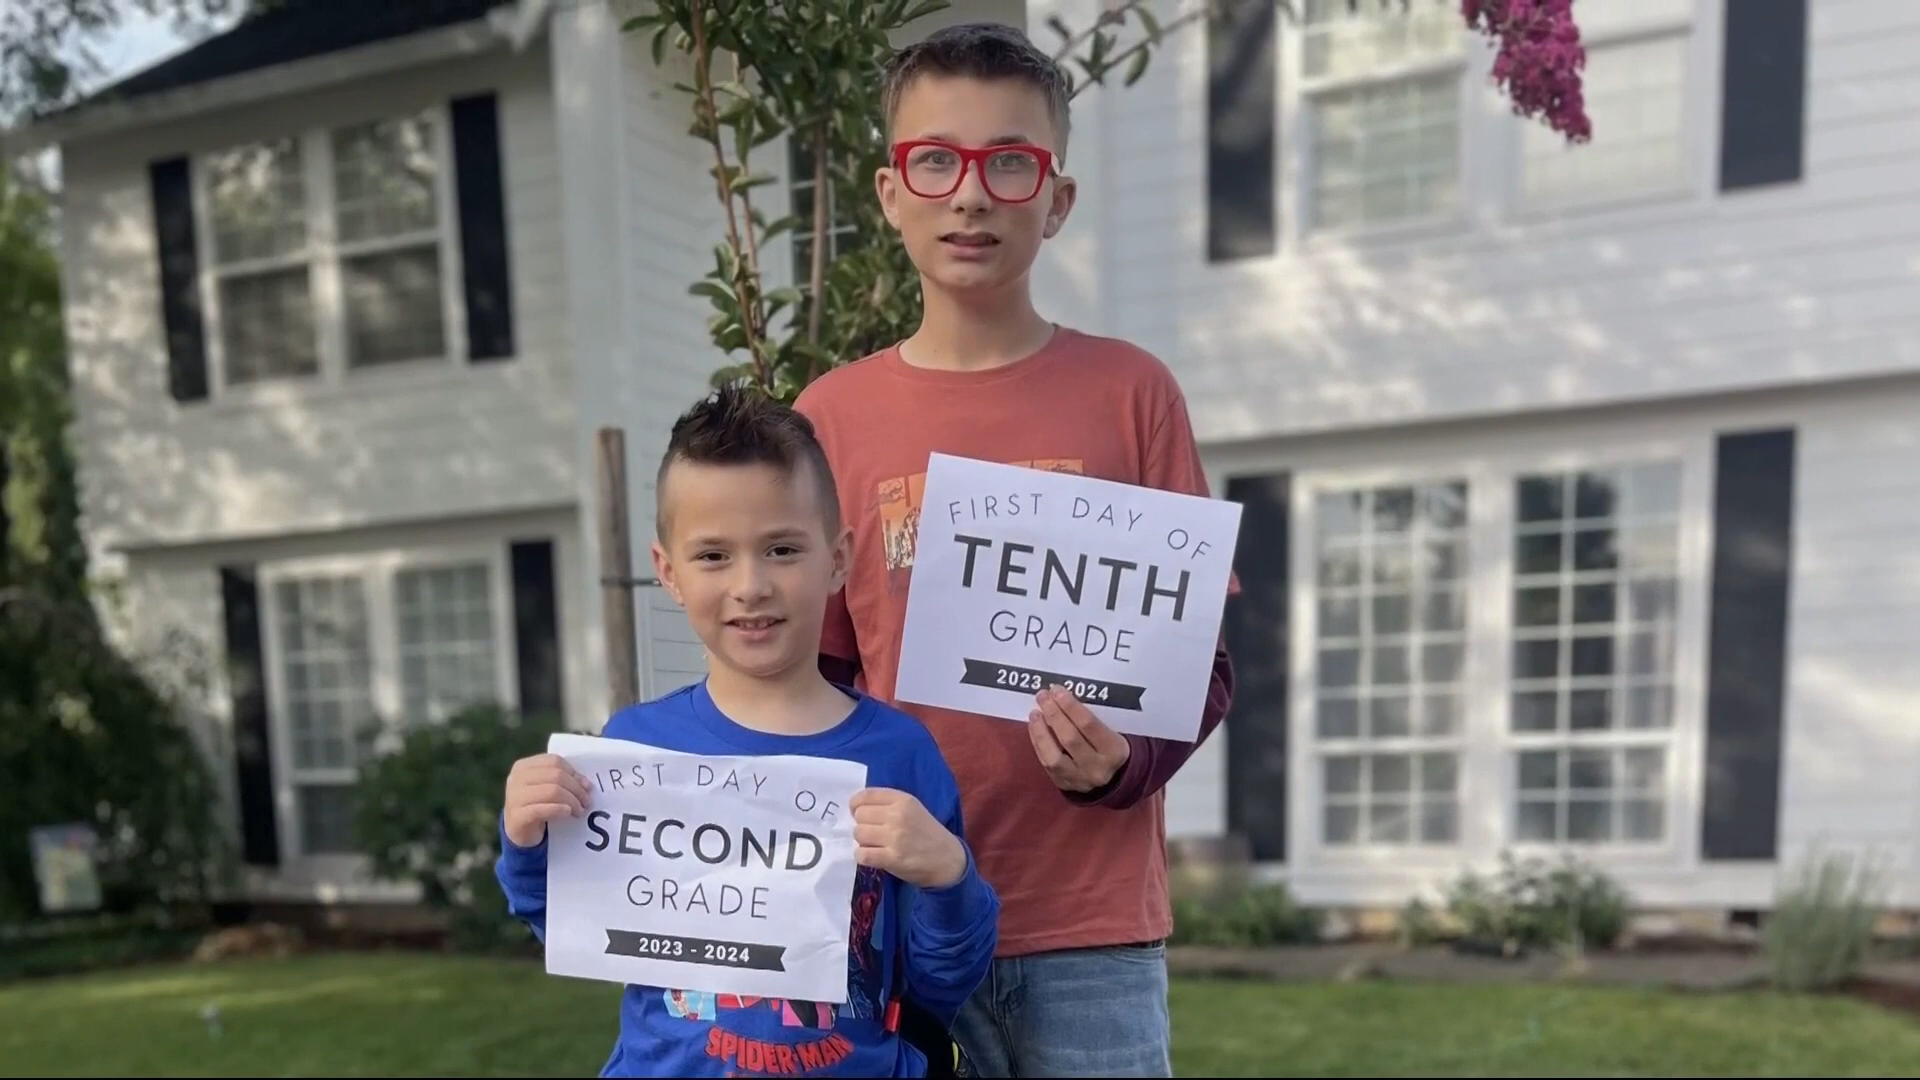 FIRST DAY OF
TENTH
GRADE
2023 - 2024
IRST DAY OF
SECOND
GRADE
2023 - 2024
SPIDER-MAN